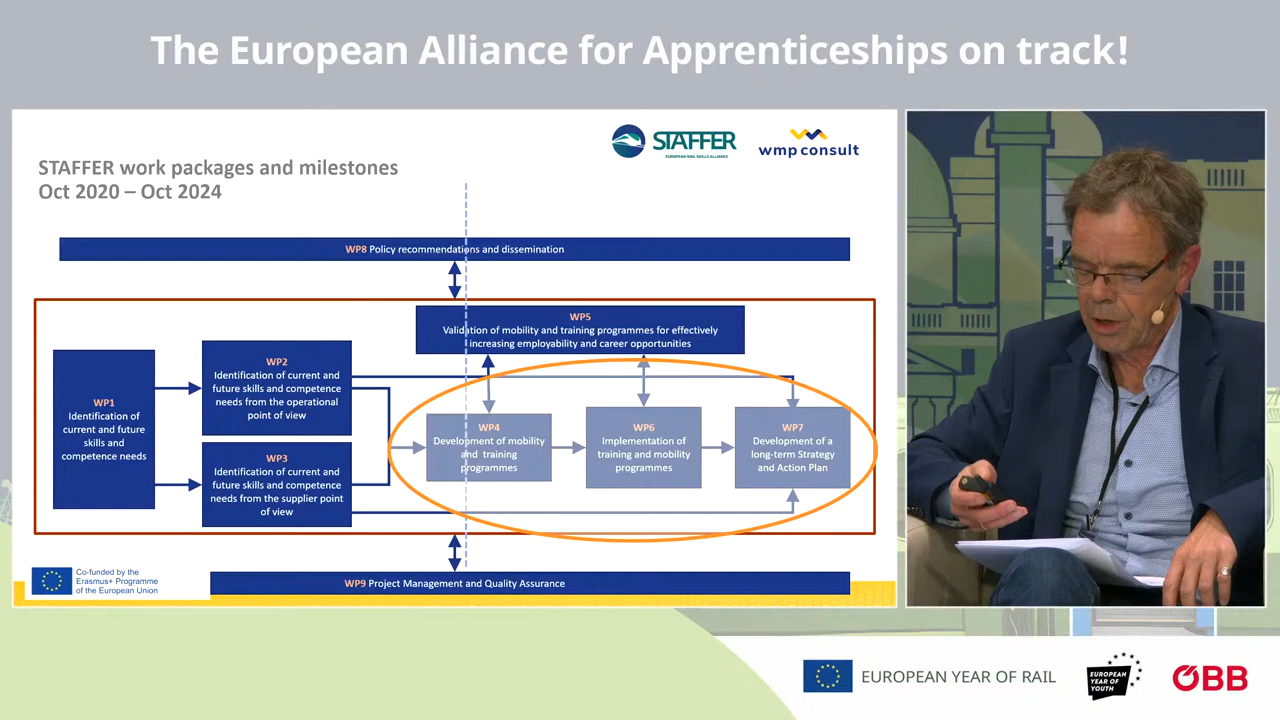 The European Alliance for Apprenticeships on track!
STAFFER
EUROPEAN RAIL SKILLS ALLIANCE
wmp consult
STAFFER work packages and milestones
Oct 2020 – Oct 2024
WP8 Policy recommendations and dissemination
WP5
Validation of mobility and training programmes for effectively
increasing employability and career opportunities
WP1
Identification of
current and future
skills and
competence needs
WP2
Identification of current and
future skills and competence
needs from the operational
point of view
WP3
Identification of current and
future skills and competence
needs from the supplier point
of view
WP4
Development of mobility
and training
programmes
WP6
Implementation of
training and mobility
programmes
WP7
Development of a
long-term Strategy
and Action Plan
WP9 Project Management and Quality Assurance
Co-funded by the
Erasmus+ Programme
of the European Union
EUROPEAN YEAR OF RAIL
EUROPEAN
YEAR OF
YOUTH
ÖBB